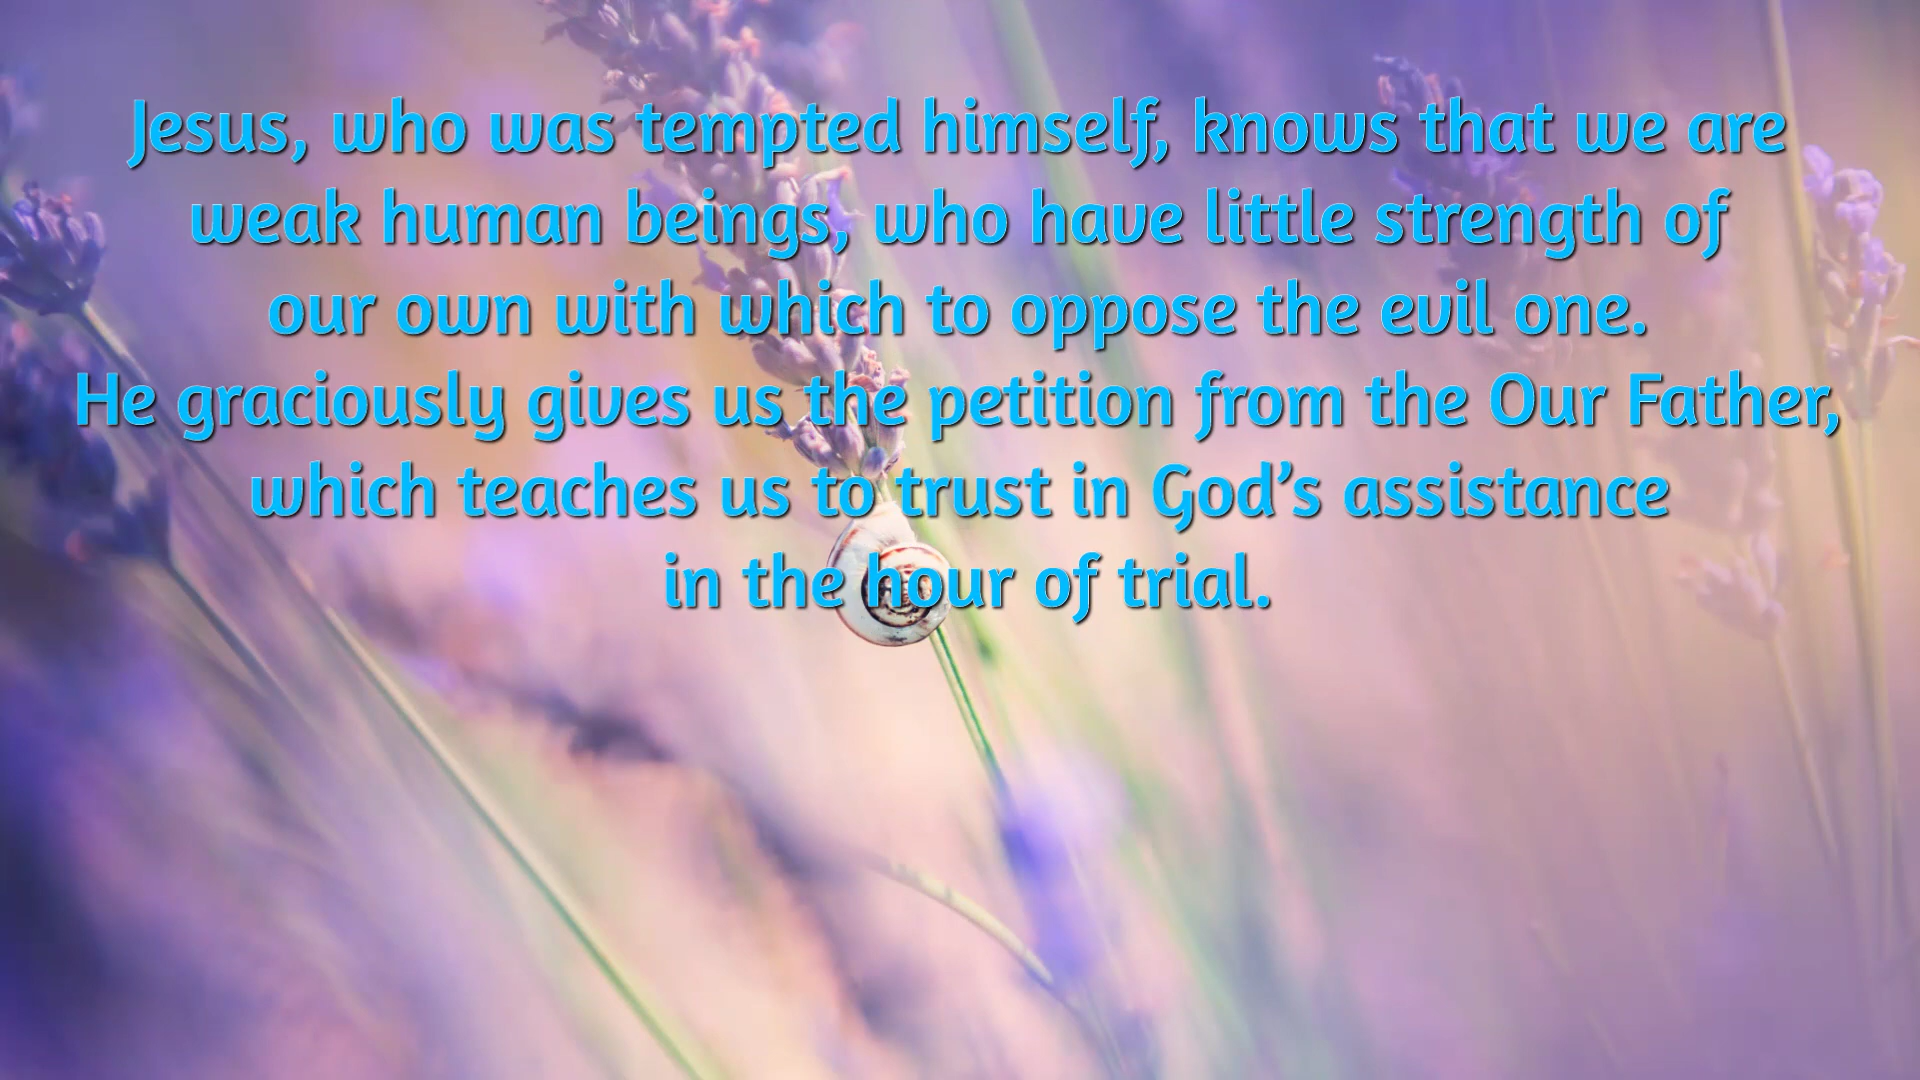 Jesus, who was tempted himself, knows that we are
weak human beings, who have little strength of
our own with which to oppose the evil one.
He graciously gives us the petition from the Our Father,
which teaches us to trust in God’s assistance
in the hour of trial.